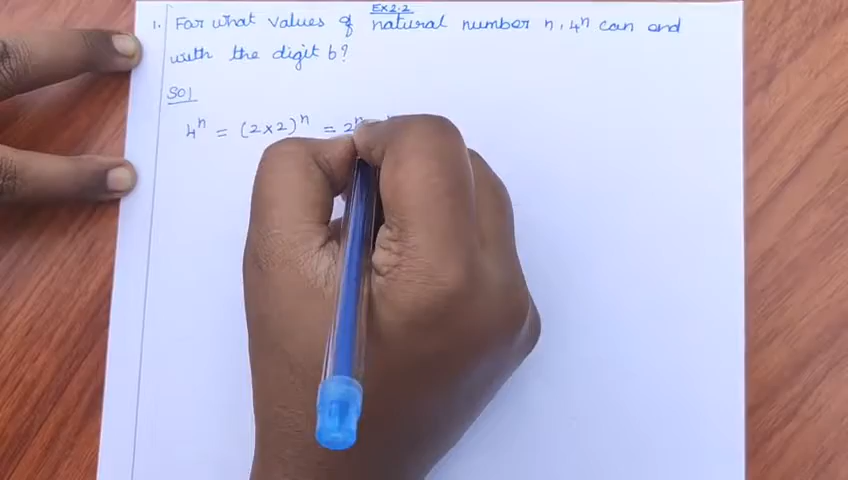 Ex 2.2
1. For what values of natural number n, 4ⁿ can end
with the digit 6?
Sol
4ⁿ = (2×2)ⁿ = 2ⁿ